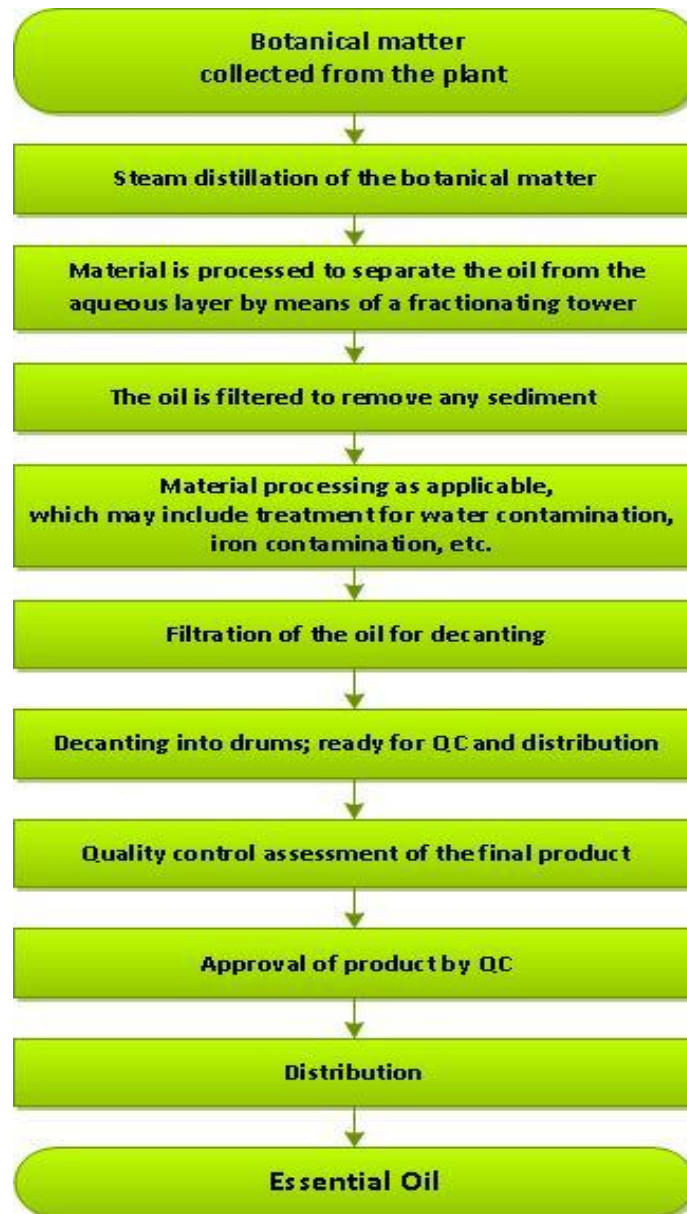 Botanical matter
collected from the plant
Steam distillation of the botanical matter
Material is processed to separate the oil from the
aqueous layer by means of a fractionating tower
The oil is filtered to remove any sediment
Material processing as applicable,
which may include treatment for water contamination,
iron contamination, etc.
Filtration of the oil for decanting
Decanting into drums; ready for QC and distribution
Quality control assessment of the final product
Approval of product by QC
Distribution
Essential Oil